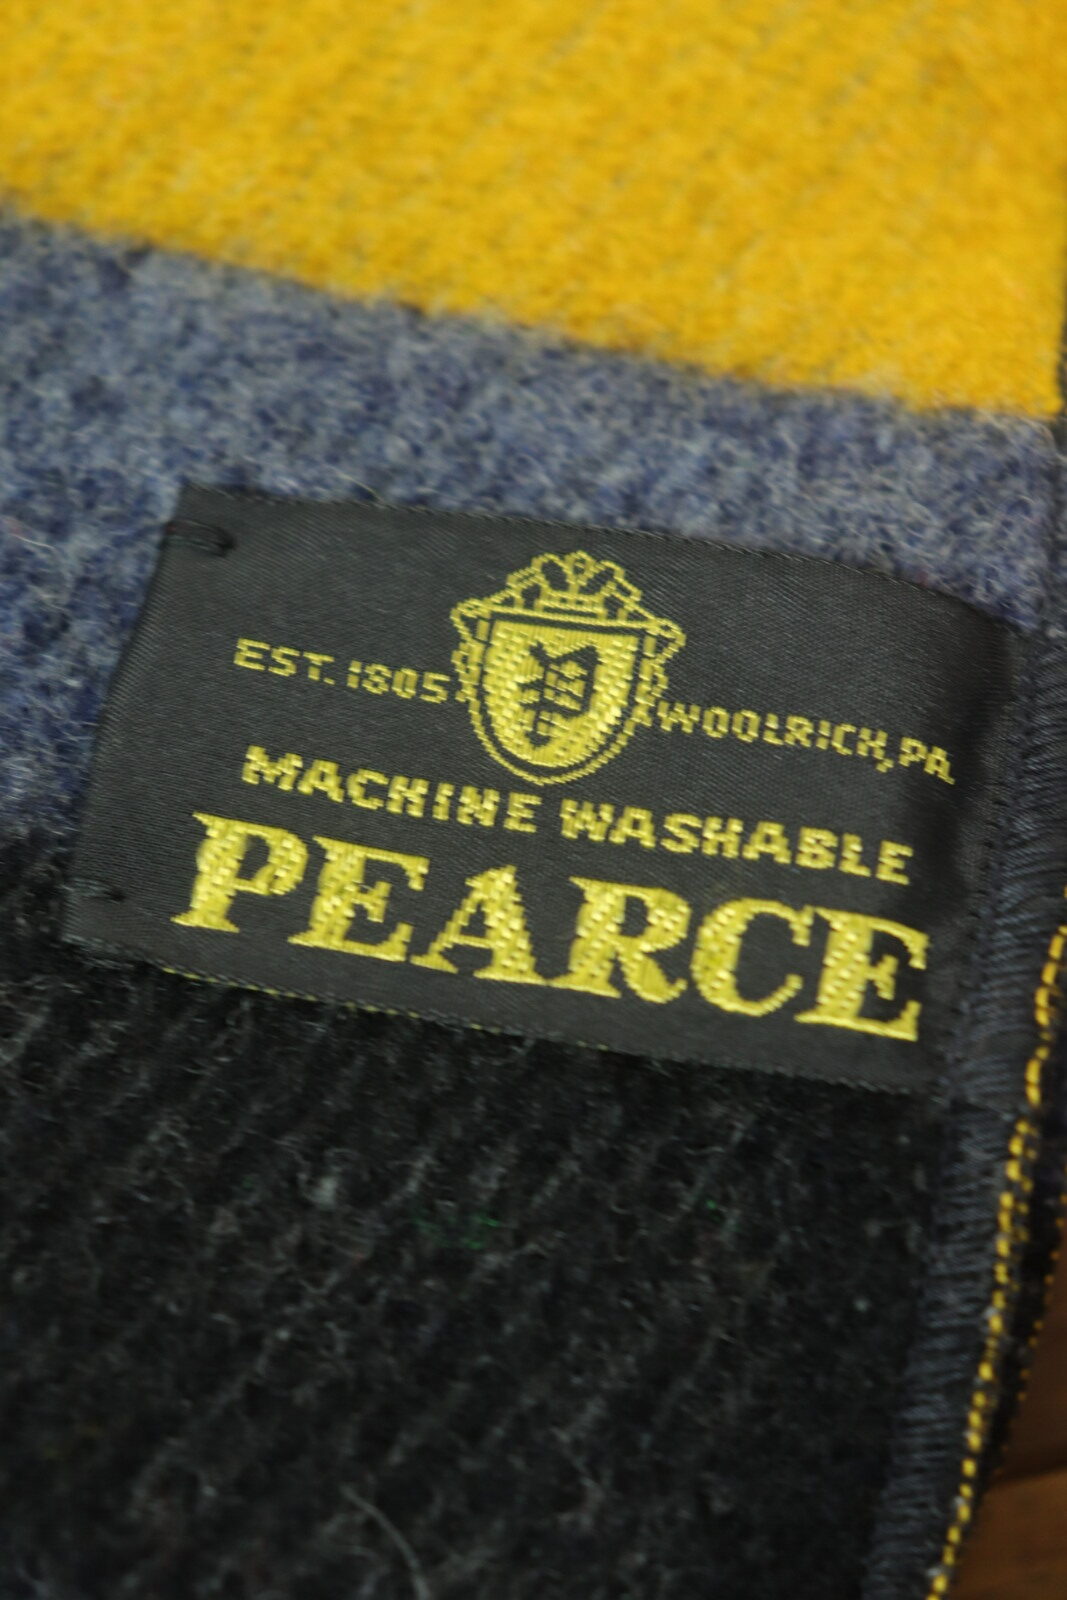 EST. 1805 WOOLRICH, PA.
MACHINE WASHABLE
PEARCE